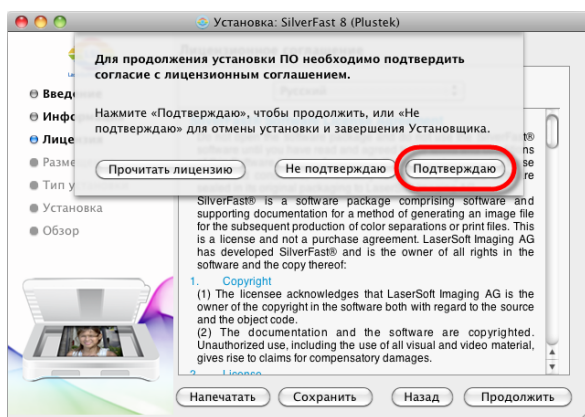 Установка: SilverFast 8 (Plustek)
Для продолжения установки ПО необходимо подтвердить
согласие с лицензионным соглашением.
Нажмите «Подтверждаю», чтобы продолжить, или «Не
подтверждаю» для отмены установки и завершения Установщика.
Прочитать лицензию
Не подтверждаю
Подтверждаю
Введе
Инфо
Лице
Разме
Тип у
Установка
Обзор
SilverFast® is a software package comprising software and
supporting documentation for a method of generating an image file
for the subsequent production of color separations or print files. This
is a license and not a purchase agreement. LaserSoft Imaging AG
has developed SilverFast® and is the owner of all rights in the
software and the copy thereof:
1. Copyright
(1) The licensee acknowledges that LaserSoft Imaging AG is the
owner of the copyright in the software both with regard to the source
and the object code.
(2) The documentation and the software are copyrighted.
Unauthorized use, including the use of all visual and video material,
gives rise to claims for compensatory damages.
2. License
Напечатать
Сохранить
Назад
Продолжить